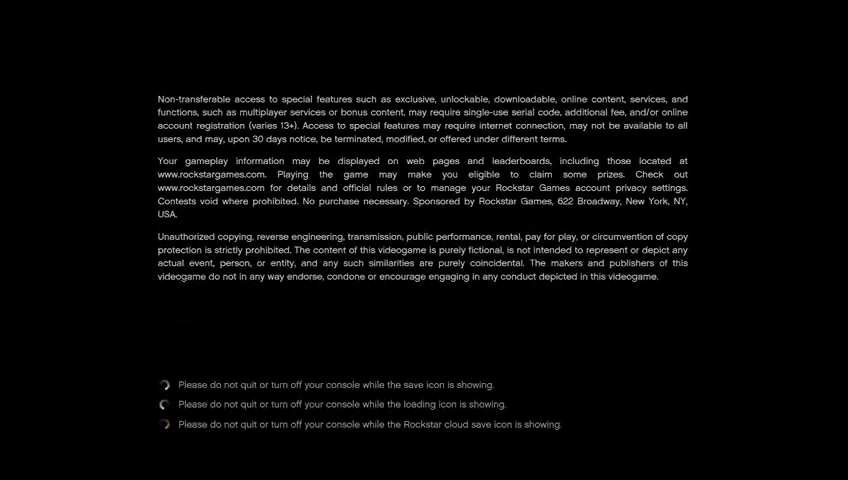 Non-transferable access to special features such as exclusive, unlockable, downloadable, online content, services, and
functions, such as multiplayer services or bonus content, may require single-use serial code, additional fee, and/or online
account registration (varies 13+). Access to special features may require internet connection, may not be available to all
users, and may, upon 30 days notice, be terminated, modified, or offered under different terms.
Your gameplay information may be displayed on web pages and leaderboards, including those located at
www.rockstargames.com. Playing the game may make you eligible to claim some prizes. Check out
www.rockstargames.com for details and official rules or to manage your Rockstar Games account privacy settings.
Contests void where prohibited. No purchase necessary. Sponsored by Rockstar Games, 622 Broadway, New York, NY,
USA.
Unauthorized copying, reverse engineering, transmission, public performance, rental, pay for play, or circumvention of copy
protection is strictly prohibited. The content of this videogame is purely fictional, is not intended to represent or depict any
actual event, person, or entity, and any such similarities are purely coincidental. The makers and publishers of this
videogame do not in any way endorse, condone or encourage engaging in any conduct depicted in this videogame.
Please do not quit or turn off your console while the save icon is showing.
Please do not quit or turn off your console while the loading icon is showing.
Please do not quit or turn off your console while the Rockstar cloud save icon is showing.